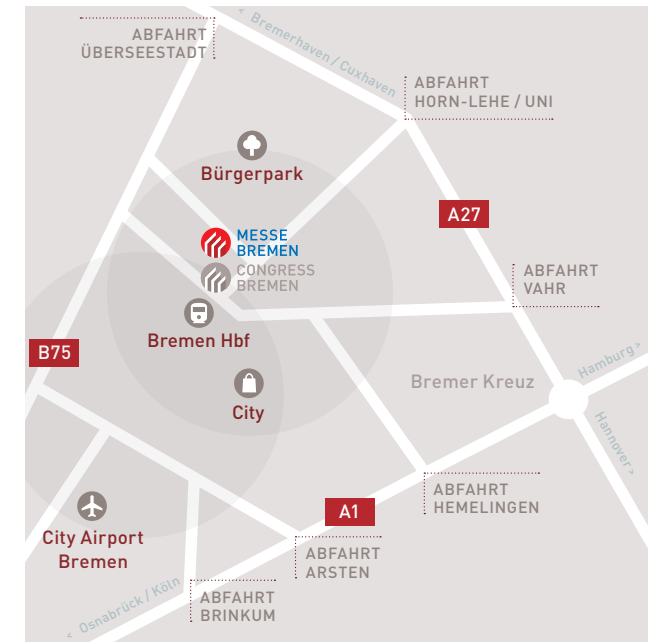 < Bremerhaven / Cuxhaven
ABFAHRT
ÜBERSEESTADT
ABFAHRT
HORN-LEHE / UNI
Bürgerpark
A27
MESSE
BREMEN
CONGRESS
BREMEN
ABFAHRT
VAHR
Bremen Hbf
B75
Hamburg >
Bremer Kreuz
City
Hannover >
ABFAHRT
HEMELINGEN
A1
City Airport
Bremen
ABFAHRT
ARSTEN
< Osnabrück / Köln
ABFAHRT
BRINKUM